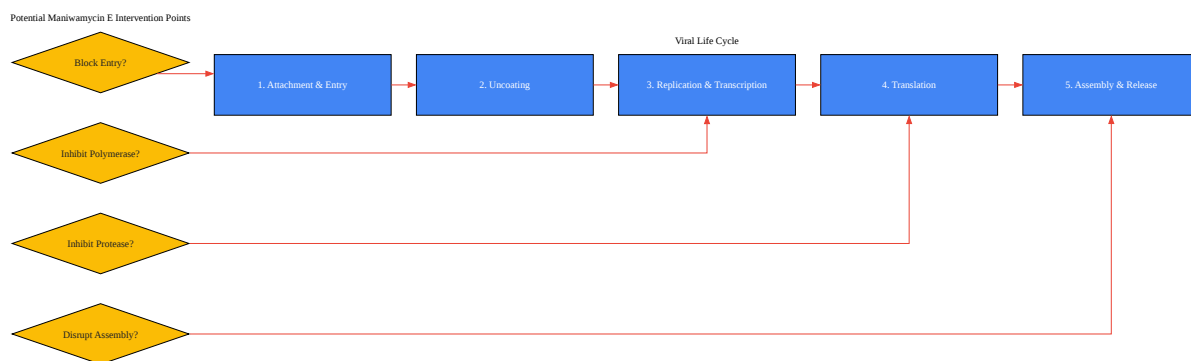 Potential Maniwamycin E Intervention Points
Viral Life Cycle
Block Entry?
1. Attachment & Entry
2. Uncoating
3. Replication & Transcription
4. Translation
5. Assembly & Release
Inhibit Polymerase?
Inhibit Protease?
Disrupt Assembly?